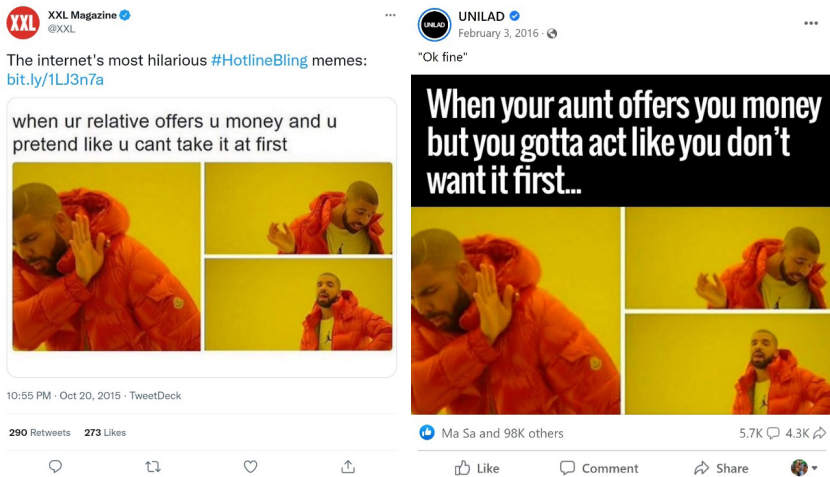 XXL
XXL Magazine
@XXL
The internet's most hilarious #HotlineBling memes:
bit.ly/1LJ3n7a
when ur relative offers u money and u
pretend like u cant take it at first
10:55 PM · Oct 20, 2015 · TweetDeck
290 Retweets 273 Likes
UNILAD
UNILAD
February 3, 2016 ·
"Ok fine"
When your aunt offers you money
but you gotta act like you don't
want it first...
Ma Sa and 98K others
5.7K 4.3K
Like Comment Share